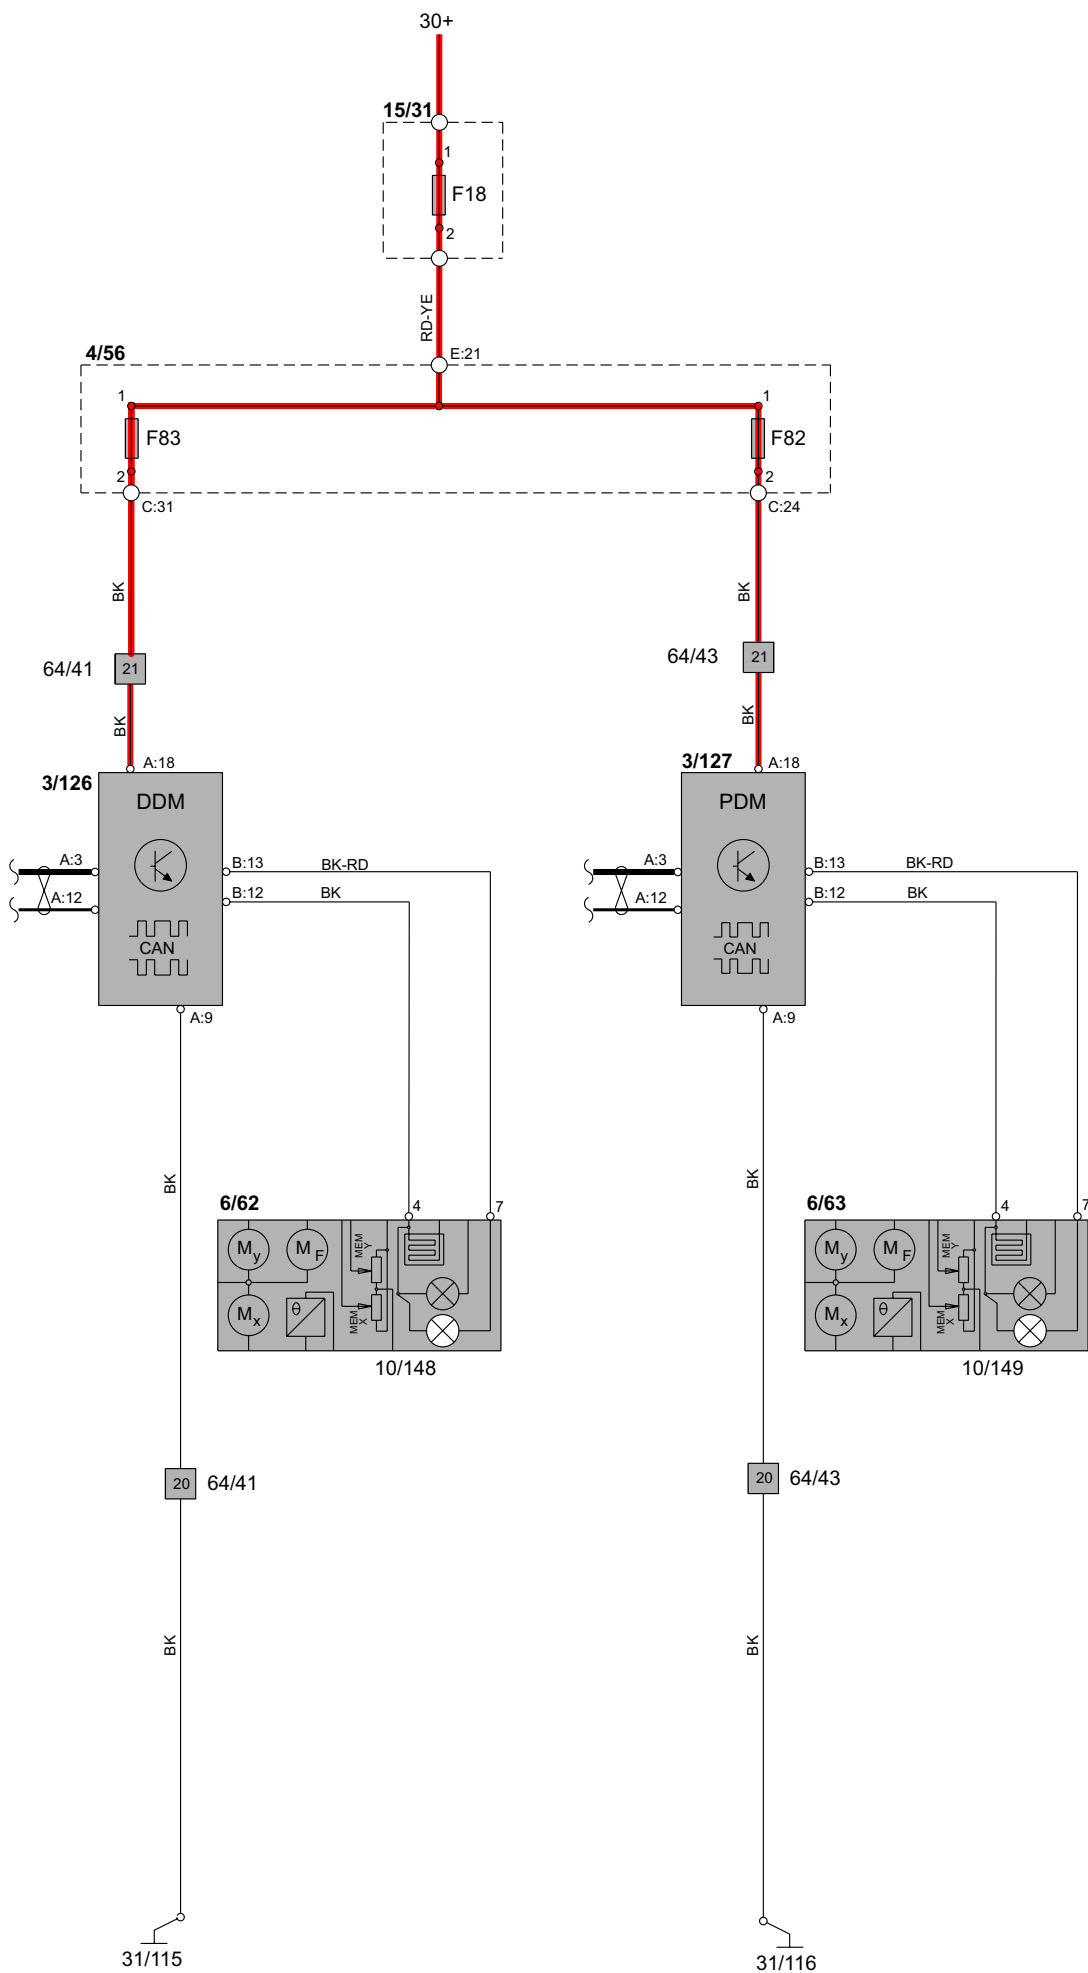 30+
15/31
1
F18
2
RD-YE
E:21
4/56
1
1
F83
F82
2
2
C:31
C:24
BK
BK
64/41
21
64/43
21
BK
BK
A:18
A:18
3/126
3/127
DDM
PDM
A:3
B:13
BK-RD
A:3
B:13
BK-RD
A:12
B:12
BK
A:12
B:12
BK
CAN
CAN
A:9
A:9
BK
BK
6/62
4
7
6/63
4
7
My
MF
MEM Y
My
MF
MEM Y
Mx
θ
MEM X
Mx
θ
MEM X
10/148
10/149
20
64/41
20
64/43
BK
BK
31/115
31/116